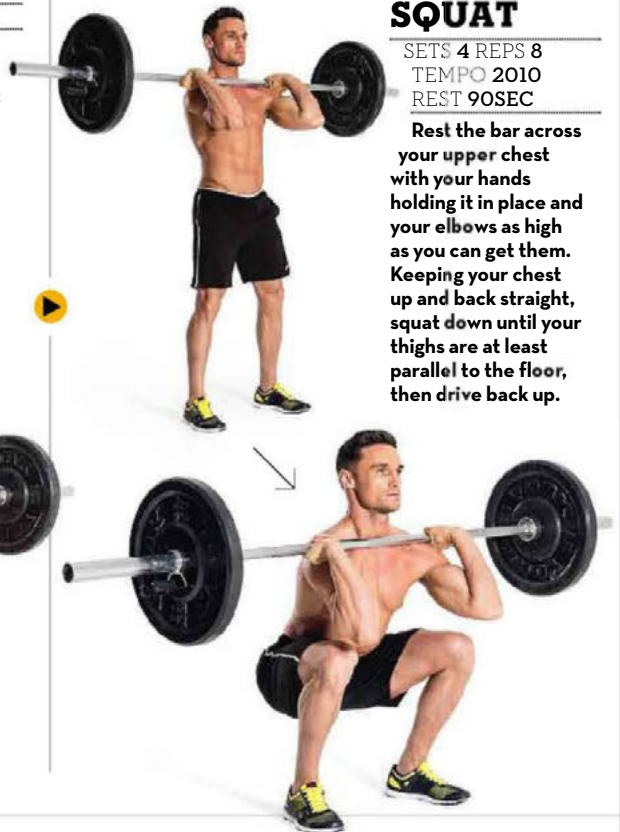 SQUAT
SETS 4 REPS 8
TEMPO 2010
REST 90SEC
Rest the bar across
your upper chest
with your hands
holding it in place and
your elbows as high
as you can get them.
Keeping your chest
up and back straight,
squat down until your
thighs are at least
parallel to the floor,
then drive back up.